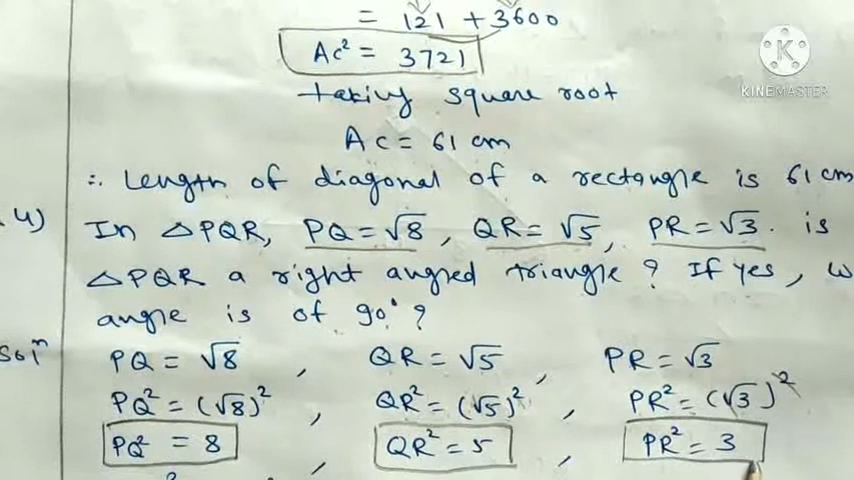 = 121 + 3600
AC² = 3721
taking square root
AC = 61 cm
∴ Length of diagonal of a rectangle is 61 cm
4) In △PQR, PQ = √8, QR = √5, PR = √3. is
△PQR a right angled triangle? If yes, w
angle is of 90°?
Solⁿ PQ = √8, QR = √5, PR = √3
PQ² = (√8)², QR² = (√5)², PR² = (√3)²
PQ² = 8, QR² = 5, PR² = 3
KINEMASTER